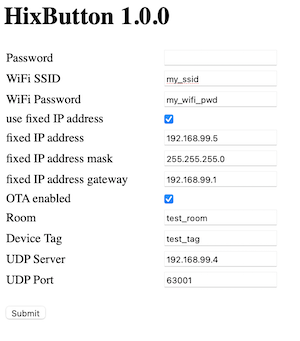 HixButton 1.0.0
Password
WiFi SSID my_ssid
WiFi Password my_wifi_pwd
use fixed IP address
fixed IP address 192.168.99.5
fixed IP address mask 255.255.255.0
fixed IP address gateway 192.168.99.1
OTA enabled
Room test_room
Device Tag test_tag
UDP Server 192.168.99.4
UDP Port 63001
Submit